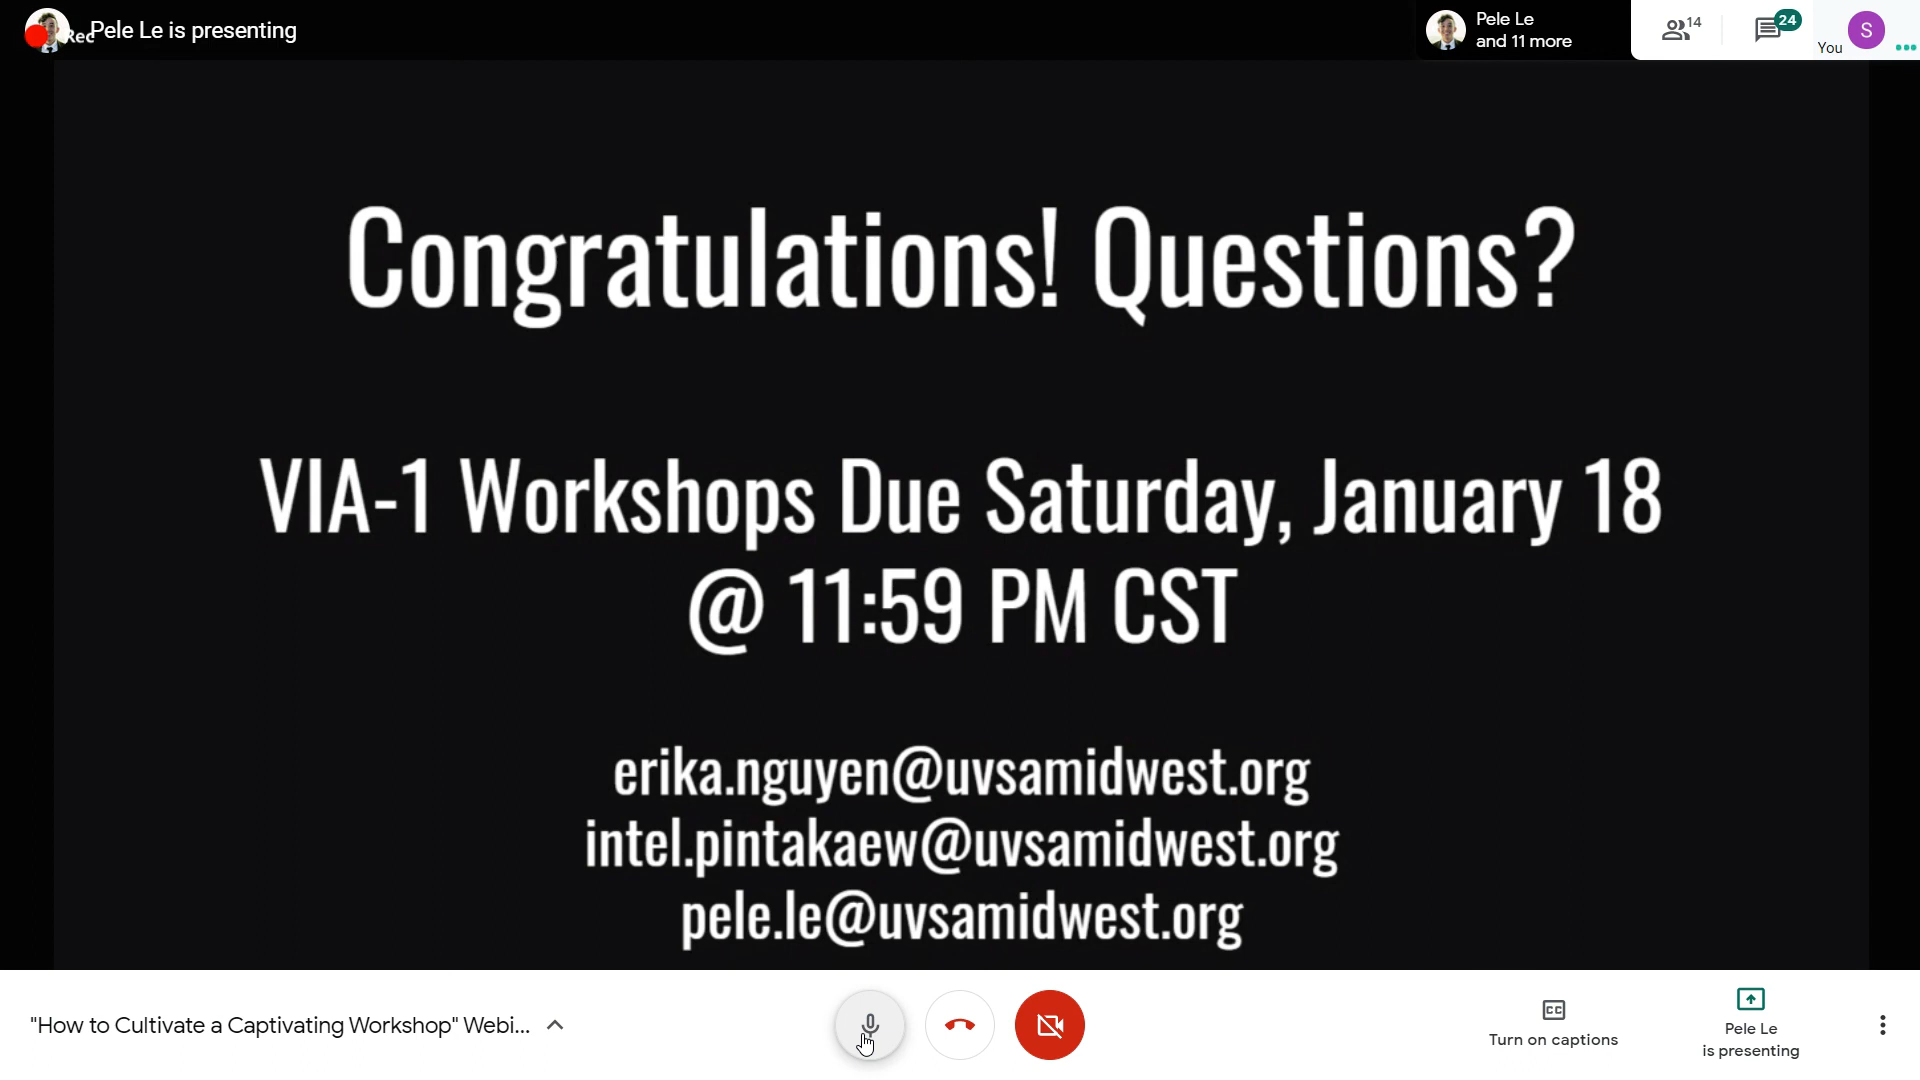 Rec
Pele Le is presenting
Pele Le
and 11 more
14
24
You
S
Congratulations! Questions?
VIA-1 Workshops Due Saturday, January 18
@ 11:59 PM CST
erika.nguyen@uvsamidwest.org
intel.pintakaew@uvsamidwest.org
pele.le@uvsamidwest.org
"How to Cultivate a Captivating Workshop" Webi...
CC
Turn on captions
Pele Le
is presenting